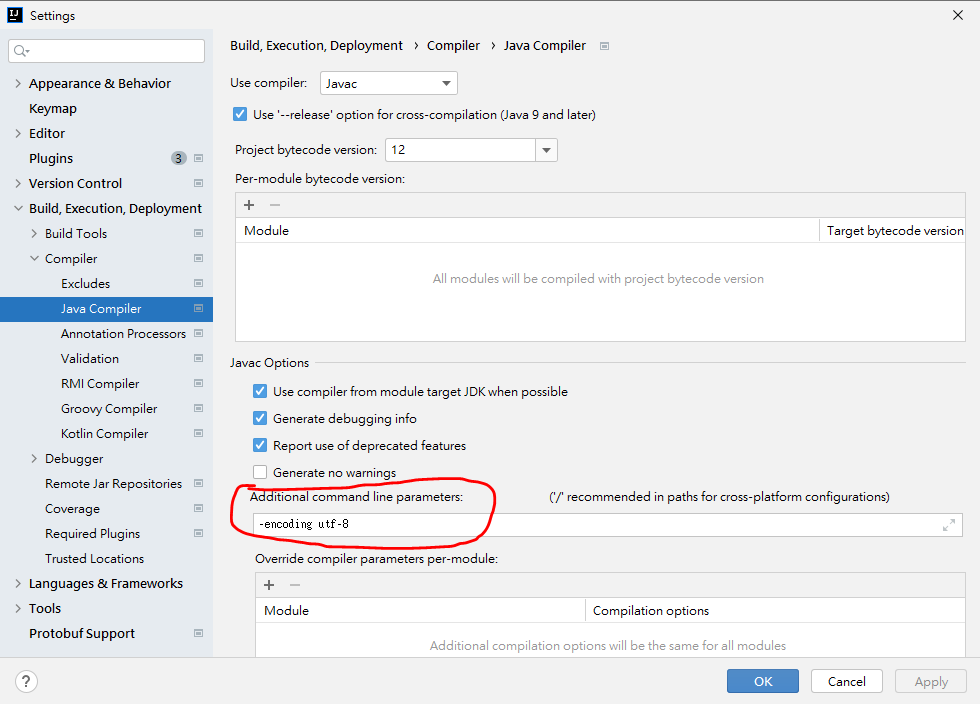 Settings
Build, Execution, Deployment › Compiler › Java Compiler
Appearance & Behavior
Keymap
Editor
Plugins 3
Version Control
Build, Execution, Deployment
Build Tools
Compiler
Excludes
Java Compiler
Annotation Processors
Validation
RMI Compiler
Groovy Compiler
Kotlin Compiler
Debugger
Remote Jar Repositories
Coverage
Required Plugins
Trusted Locations
Languages & Frameworks
Tools
Protobuf Support
Use compiler: Javac
Use '--release' option for cross-compilation (Java 9 and later)
Project bytecode version: 12
Per-module bytecode version:
+ −
Module Target bytecode version
All modules will be compiled with project bytecode version
Javac Options
Use compiler from module target JDK when possible
Generate debugging info
Report use of deprecated features
Generate no warnings
Additional command line parameters: ('/' recommended in paths for cross-platform configurations)
-encoding utf-8
Override compiler parameters per-module:
+ −
Module Compilation options
Additional compilation options will be the same for all modules
? OK Cancel Apply